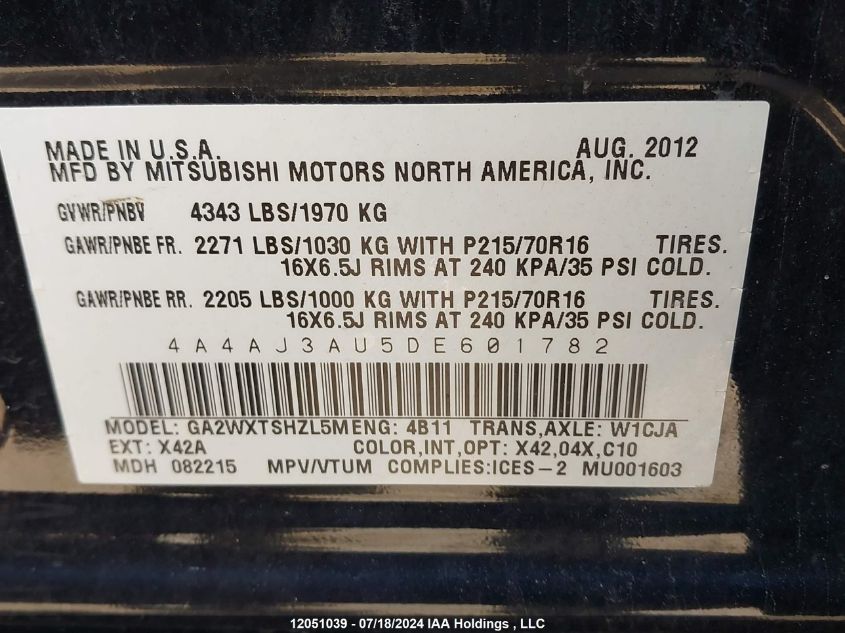 MADE IN U.S.A. AUG. 2012
MFD BY MITSUBISHI MOTORS NORTH AMERICA, INC.
GVWR/PNBV 4343 LBS/1970 KG
GAWR/PNBE FR. 2271 LBS/1030 KG WITH P215/70R16 TIRES.
16X6.5J RIMS AT 240 KPA/35 PSI COLD.
GAWR/PNBE RR. 2205 LBS/1000 KG WITH P215/70R16 TIRES.
16X6.5J RIMS AT 240 KPA/35 PSI COLD.
4A4AJ3AU5DE601782
MODEL: GA2WXTSHZL5MENG: 4B11 TRANS,AXLE: W1CJA
EXT: X42A COLOR,INT,OPT: X42,04X,C10
MDH 082215 MPV/VTUM COMPLIES:ICES-2 MU001603
12051039 - 07/18/2024 IAA Holdings , LLC